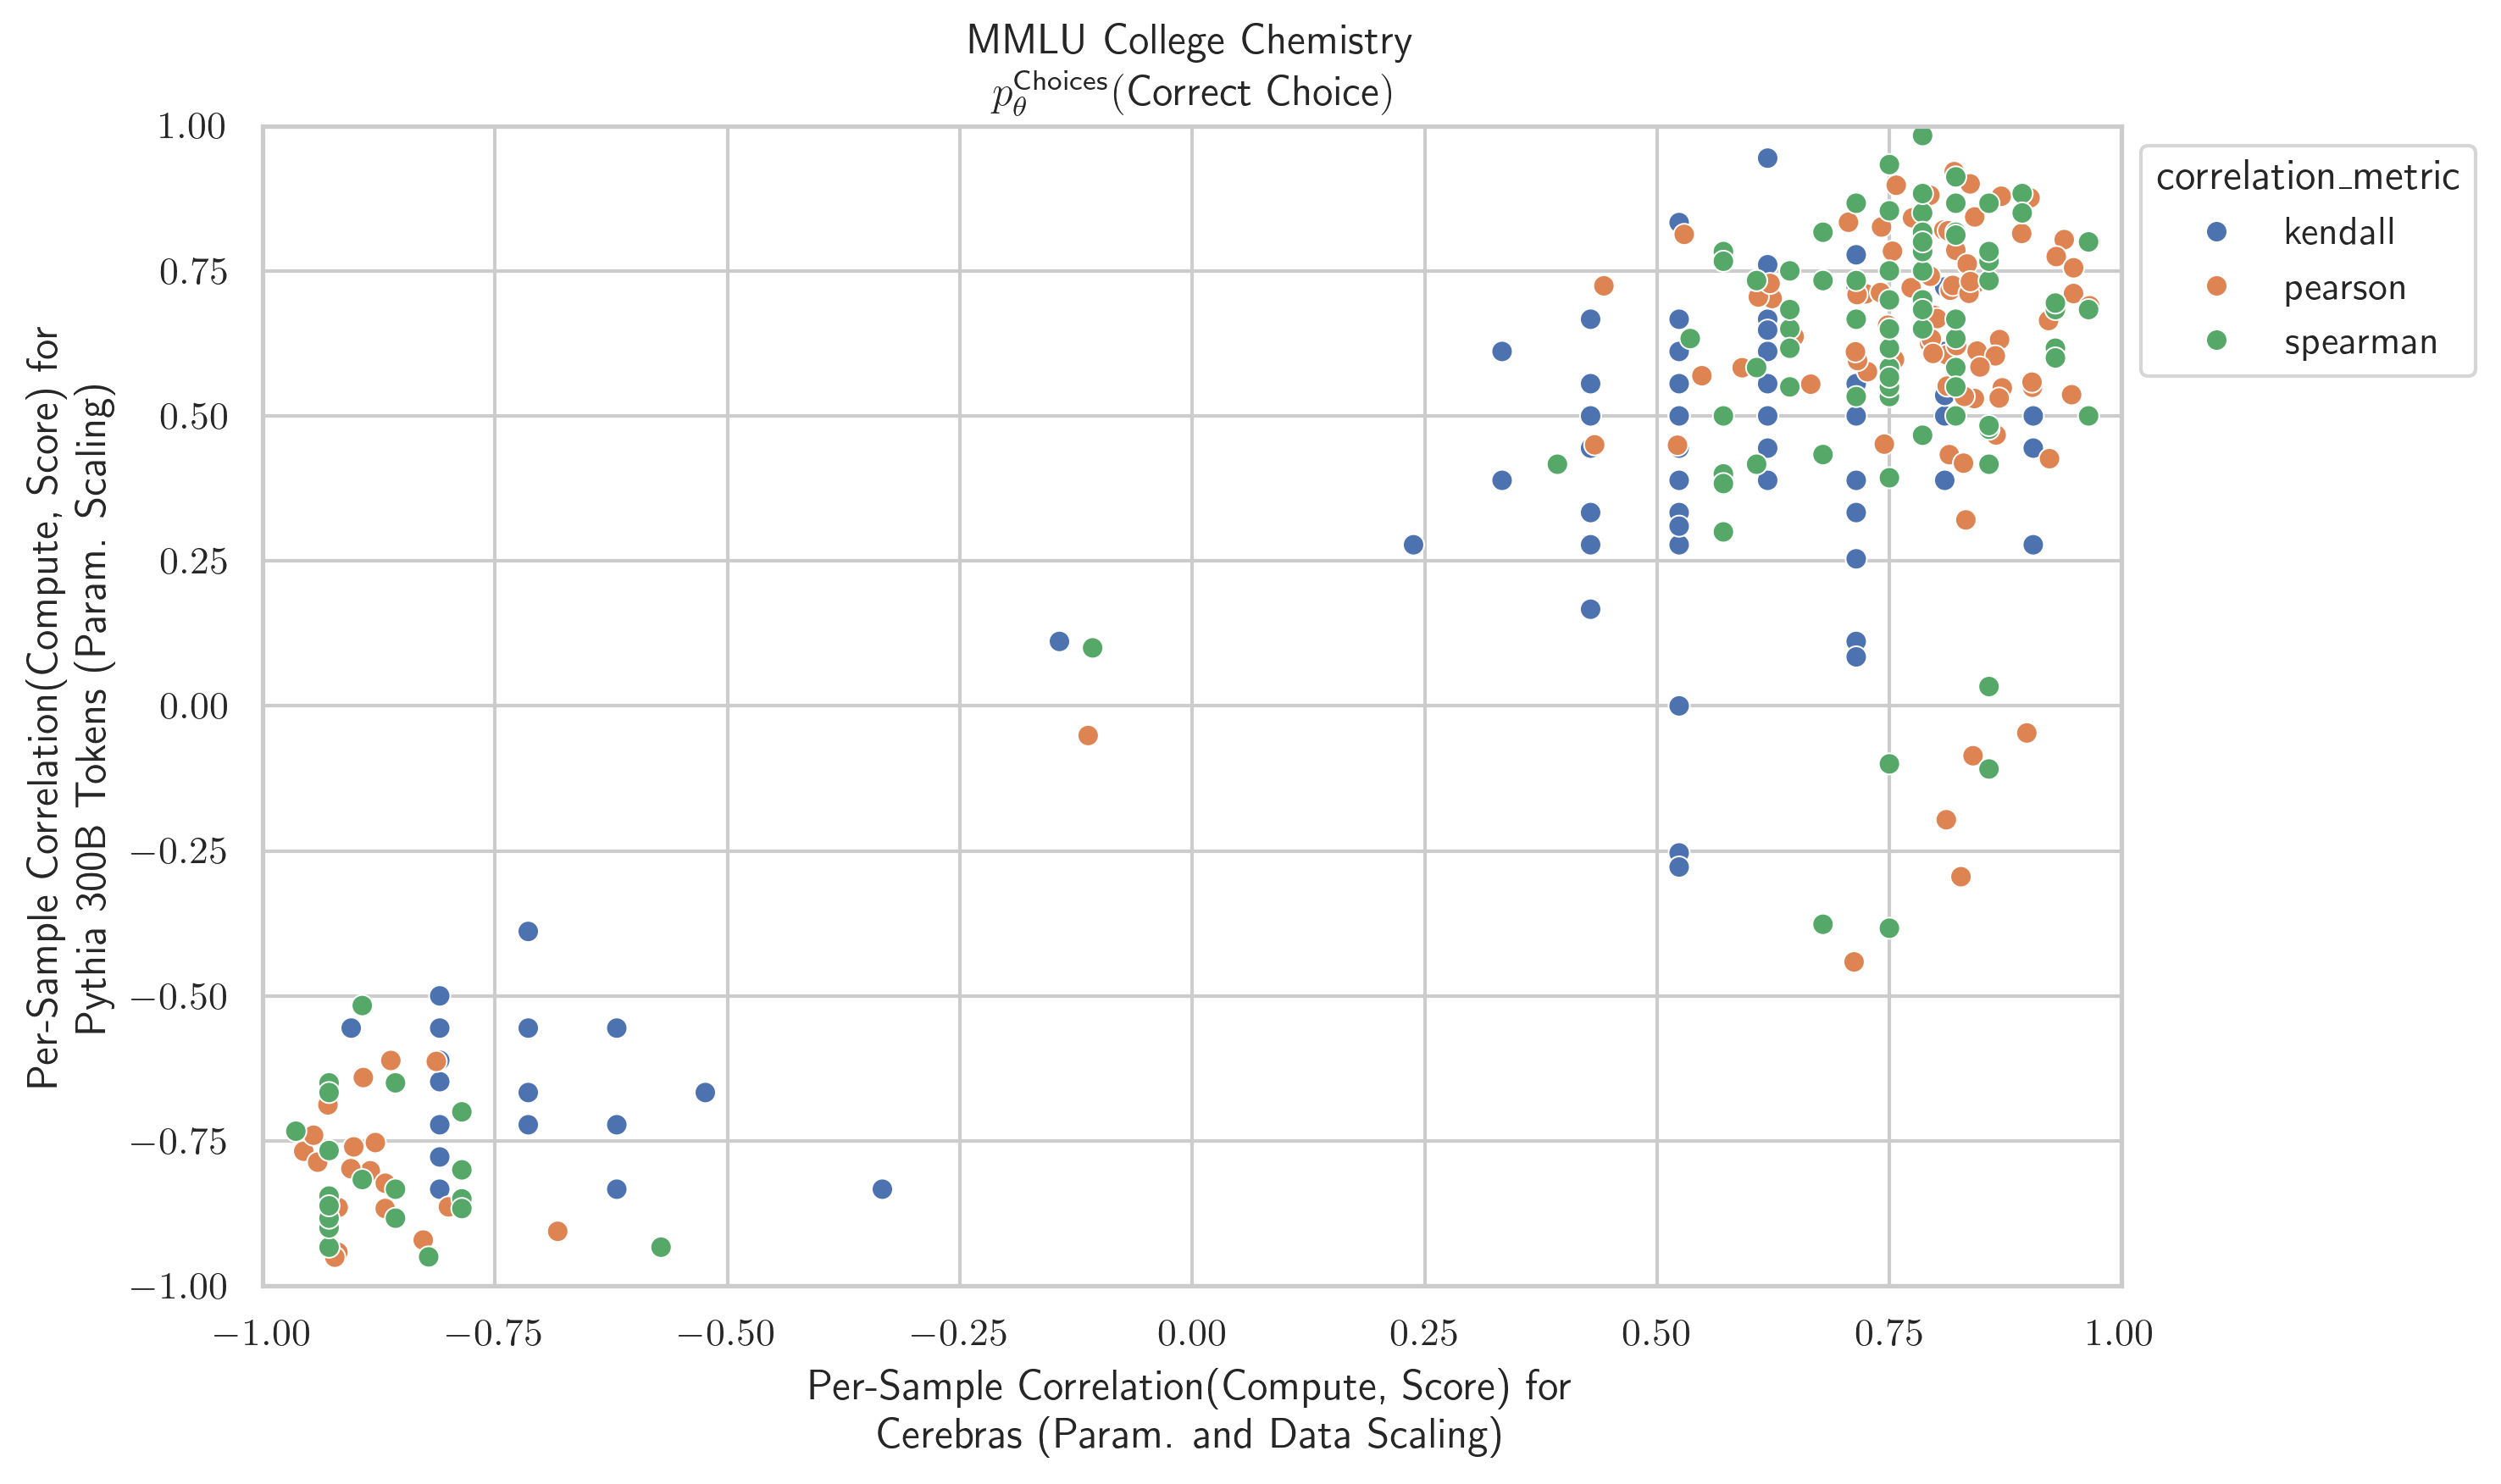 MMLU College Chemistry
p_θ^Choices(Correct Choice)
Per-Sample Correlation(Compute, Score) for
Pythia 300B Tokens (Param. Scaling)
1.00
0.75
0.50
0.25
0.00
−0.25
−0.50
−0.75
−1.00
−1.00 −0.75 −0.50 −0.25 0.00 0.25 0.50 0.75 1.00
Per-Sample Correlation(Compute, Score) for
Cerebras (Param. and Data Scaling)
correlation_metric
kendall
pearson
spearman